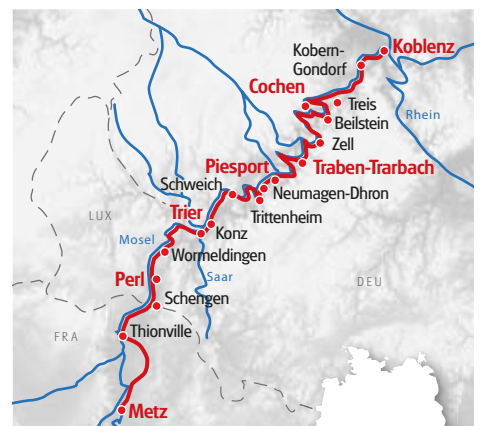 Kobern-
Gondorf
Koblenz
Cochen
Treis
Beilstein
Rhein
Zell
Piesport
Traben-Trarbach
Schweich
Neumagen-Dhron
Trittenheim
LUX
Trier
Konz
Mosel
Wormeldingen
Saar
DEU
Perl
Schengen
FRA
Thionville
Metz